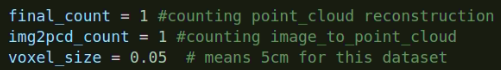 final_count = 1 #counting point_cloud reconstruction
img2pcd_count = 1 #counting image_to_point_cloud
voxel_size = 0.05  # means 5cm for this dataset